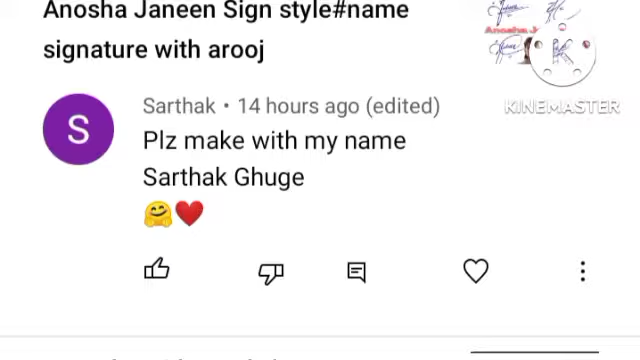 Anosha Janeen Sign style#name
signature with arooj
Anosha J
KINEMASTER
S
Sarthak • 14 hours ago (edited)
Plz make with my name
Sarthak Ghuge
🤗❤️